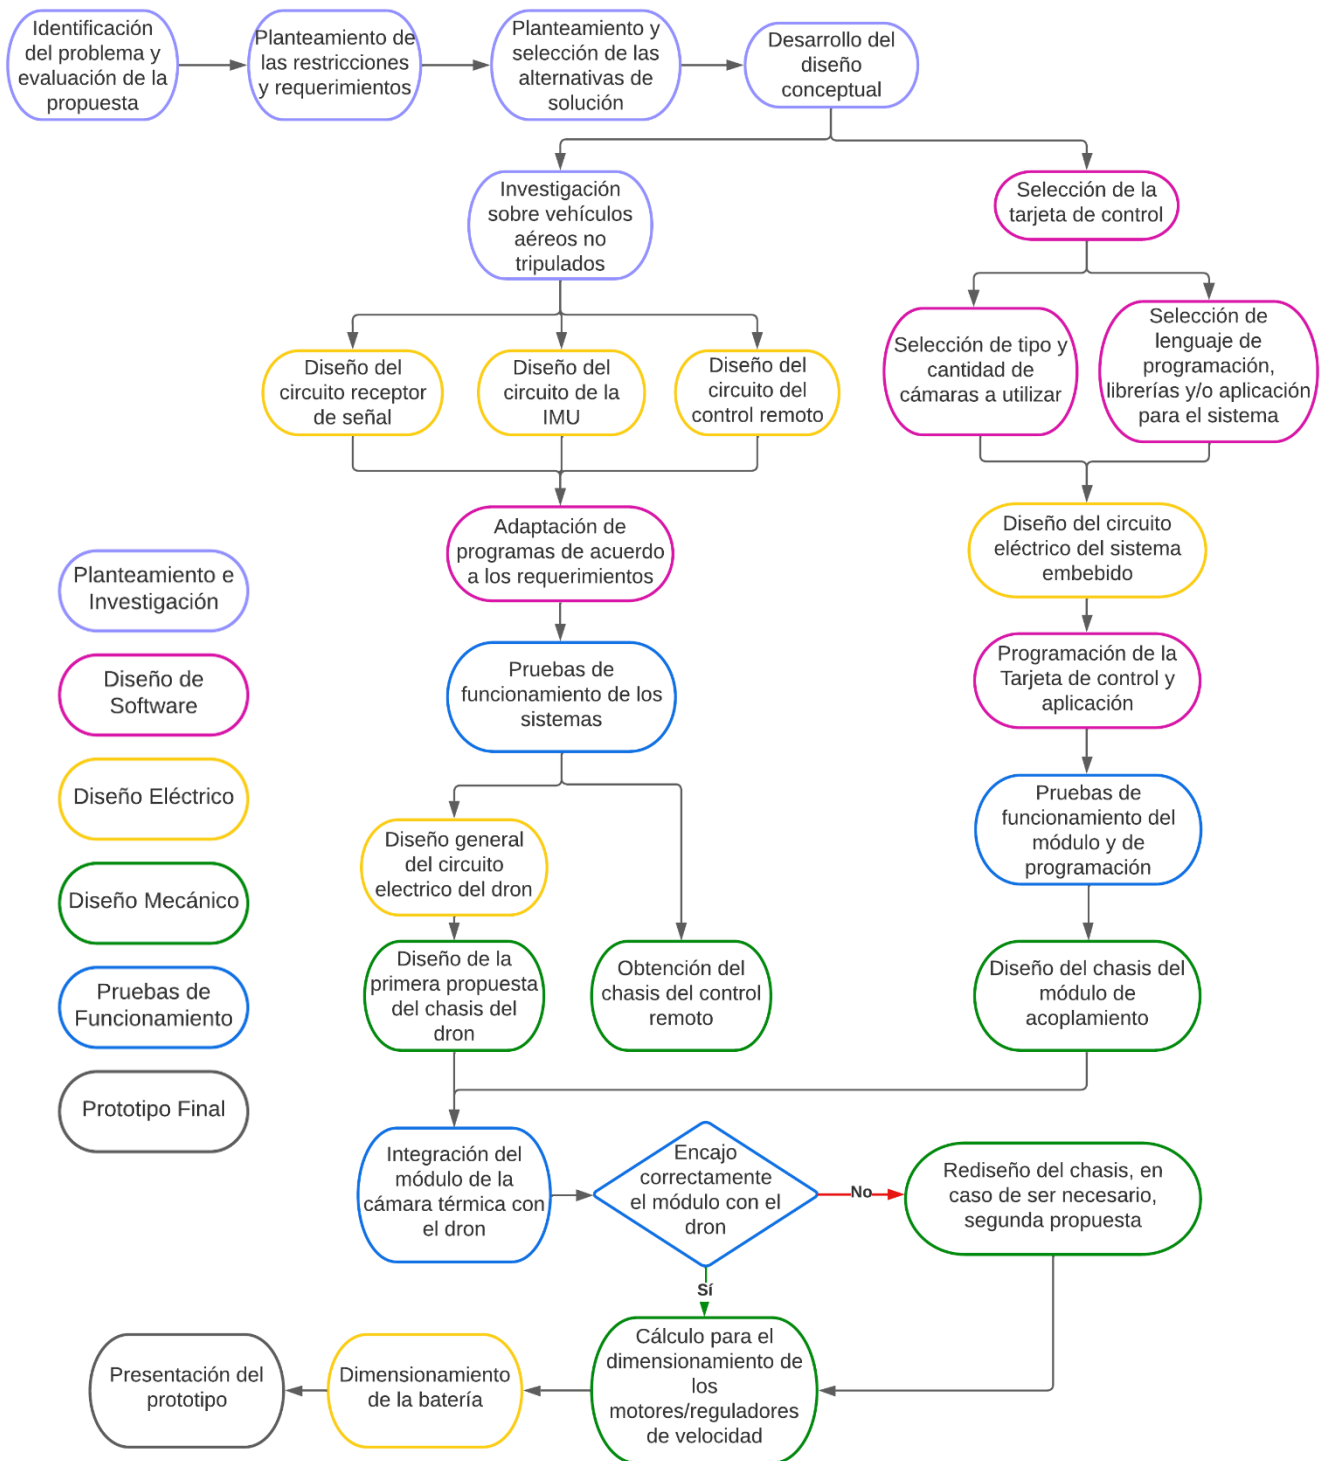 Identificación
del problema y
evaluación de la
propuesta
Planteamiento de
las restricciones
y requerimientos
Planteamiento y
selección de las
alternativas de
solución
Desarrollo del
diseño
conceptual
Investigación
sobre vehículos
aéreos no
tripulados
Selección de la
tarjeta de control
Diseño del
circuito receptor
de señal
Diseño del
circuito de la
IMU
Diseño del
circuito del
control remoto
Selección de tipo y
cantidad de
cámaras a utilizar
Selección de
lenguaje de
programación,
librerías y/o aplicación
para el sistema
Adaptación de
programas de acuerdo
a los requerimientos
Diseño del circuito
eléctrico del sistema
embebido
Planteamiento e
Investigación
Diseño de
Software
Diseño Eléctrico
Diseño Mecánico
Pruebas de
Funcionamiento
Prototipo Final
Pruebas de
funcionamiento de los
sistemas
Programación de la
Tarjeta de control y
aplicación
Diseño general
del circuito
electrico del dron
Pruebas de
funcionamiento del
módulo y de
programación
Diseño de la
primera propuesta
del chasis del
dron
Obtención del
chasis del control
remoto
Diseño del chasis del
módulo de
acoplamiento
Integración del
módulo de la
cámara térmica con
el dron
Encajo
correctamente
el módulo con el
dron
No
Rediseño del chasis, en
caso de ser necesario,
segunda propuesta
Sí
Cálculo para el
dimensionamiento de
los
motores/reguladores
de velocidad
Dimensionamiento
de la batería
Presentación del
prototipo